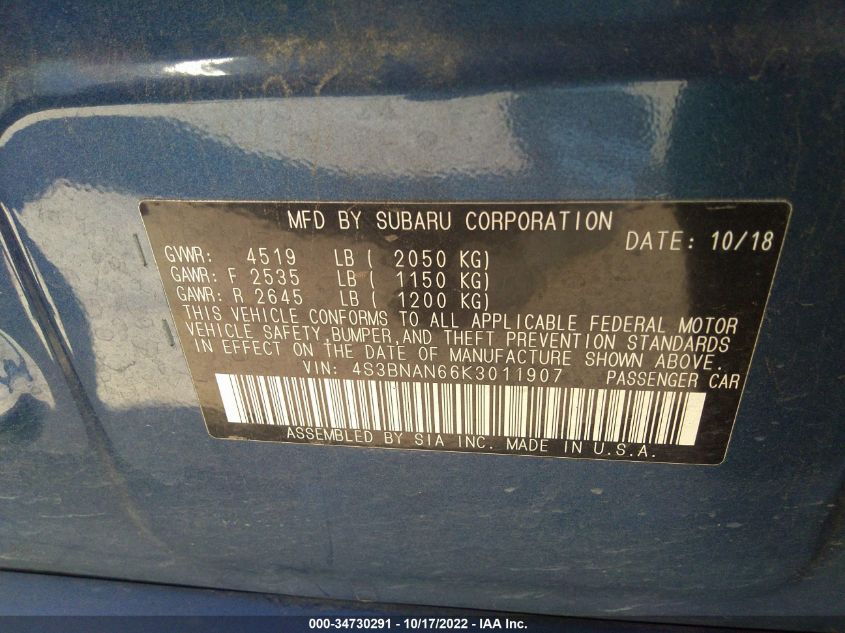 MFD BY SUBARU CORPORATION
DATE: 10/18
GVWR: 4519 LB ( 2050 KG)
GAWR: F 2535 LB ( 1150 KG)
GAWR: R 2645 LB ( 1200 KG)
THIS VEHICLE CONFORMS TO ALL APPLICABLE FEDERAL MOTOR
VEHICLE SAFETY,BUMPER,AND THEFT PREVENTION STANDARDS
IN EFFECT ON THE DATE OF MANUFACTURE SHOWN ABOVE.
VIN: 4S3BNAN66K3011907 PASSENGER CAR
ASSEMBLED BY SIA INC. MADE IN U.S.A.
000-34730291 - 10/17/2022 - IAA Inc.